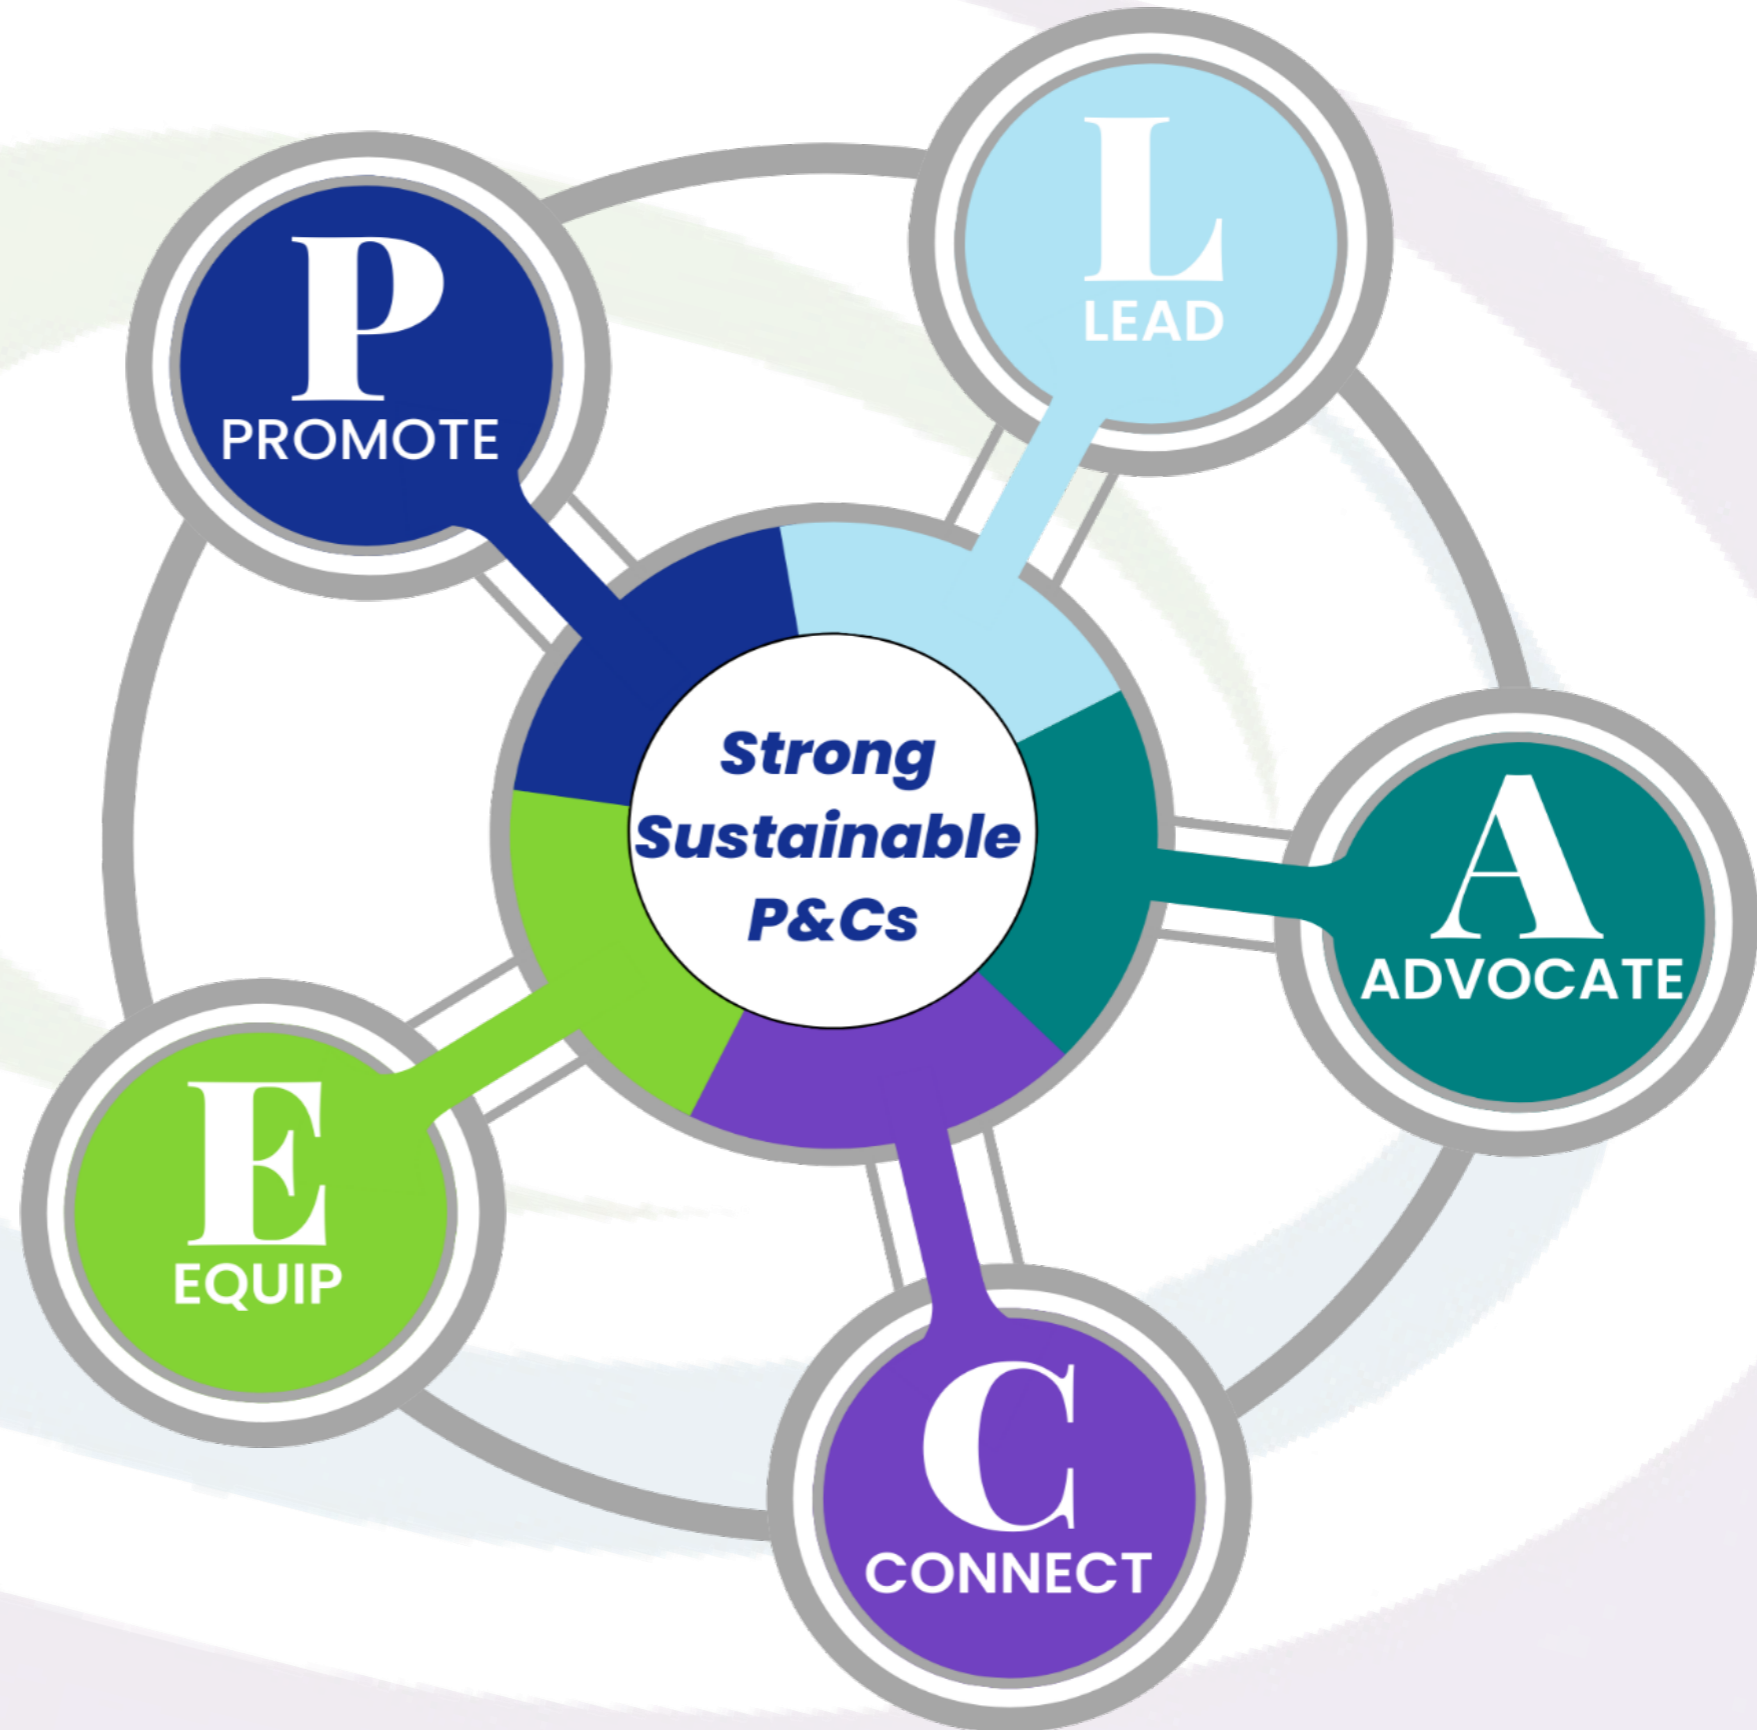 P
PROMOTE
L
LEAD
A
ADVOCATE
C
CONNECT
E
EQUIP
Strong
Sustainable
P&Cs